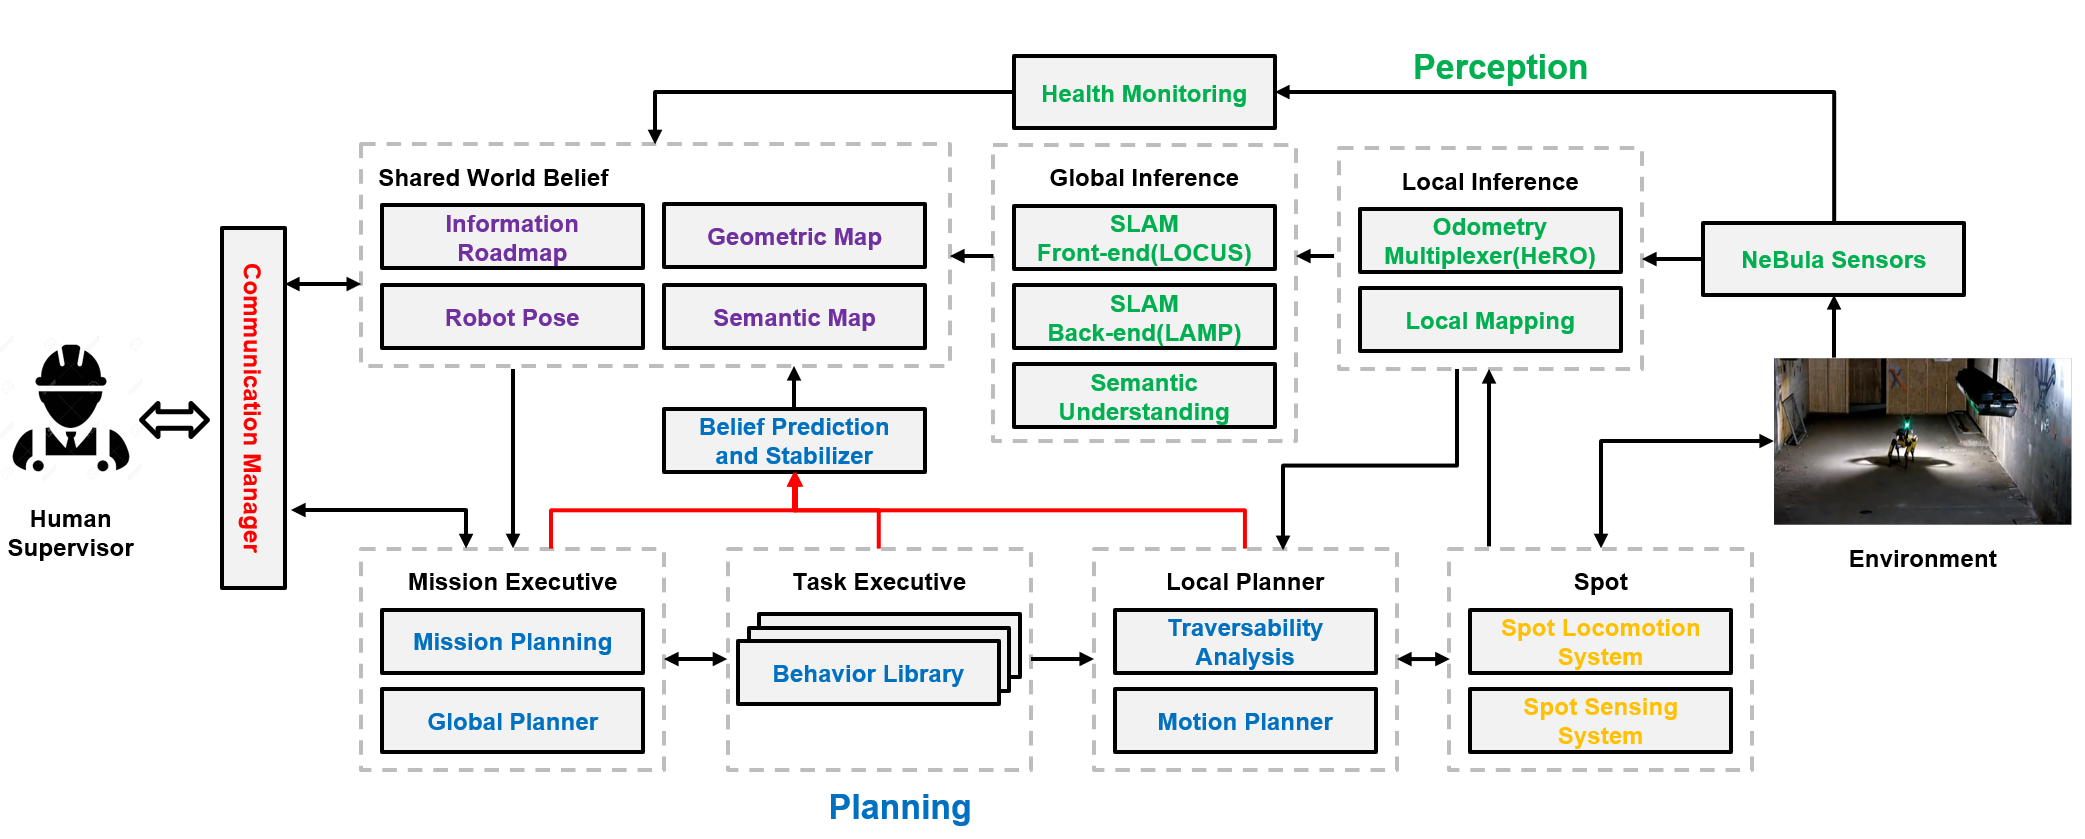 Perception
Health Monitoring
Shared World Belief
Information
Roadmap
Geometric Map
Robot Pose
Semantic Map
Global Inference
SLAM
Front-end(LOCUS)
SLAM
Back-end(LAMP)
Semantic
Understanding
Local Inference
Odometry
Multiplexer(HeRO)
Local Mapping
NeBula Sensors
Communication Manager
Human
Supervisor
Belief Prediction
and Stabilizer
Environment
Mission Executive
Mission Planning
Global Planner
Task Executive
Behavior Library
Local Planner
Traversability
Analysis
Motion Planner
Spot
Spot Locomotion
System
Spot Sensing
System
Planning